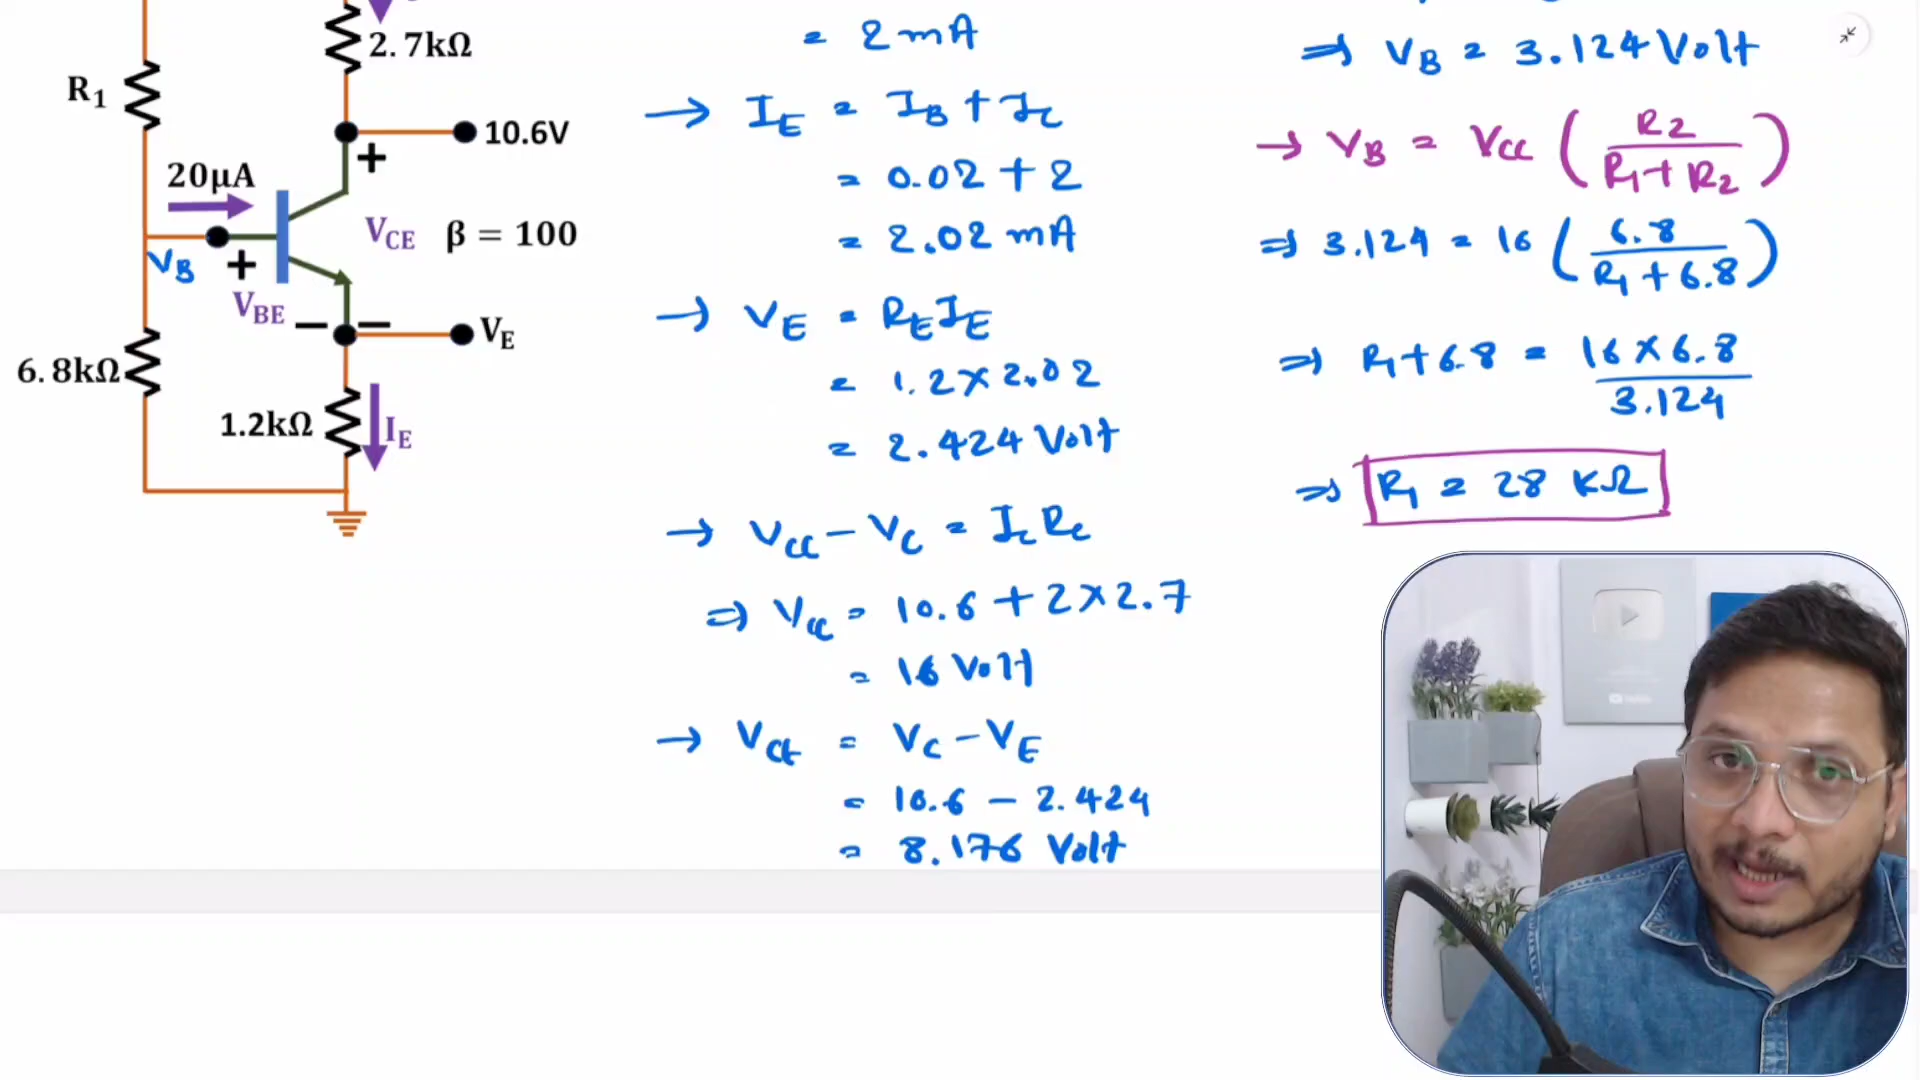 2.7kΩ
R₁
10.6V
+
20μA
V_CE β = 100
V_B +
V_BE − −
V_E
6.8kΩ
1.2kΩ
I_E
= 2 mA
→ I_E = I_B + I_C
= 0.02 + 2
= 2.02 mA
→ V_E = R_E I_E
= 1.2 × 2.02
= 2.424 Volt
→ V_CC − V_C = I_C R_C
⇒ V_CC = 10.6 + 2 × 2.7
= 16 Volt
→ V_CE = V_C − V_E
= 10.6 − 2.424
= 8.176 Volt
⇒ V_B = 3.124 Volt
→ V_B = V_CC ( R₂ / R₁ + R₂ )
⇒ 3.124 = 16 ( 6.8 / R₁ + 6.8 )
⇒ R₁ + 6.8 = 16 × 6.8 / 3.124
⇒ R₁ = 28 kΩ